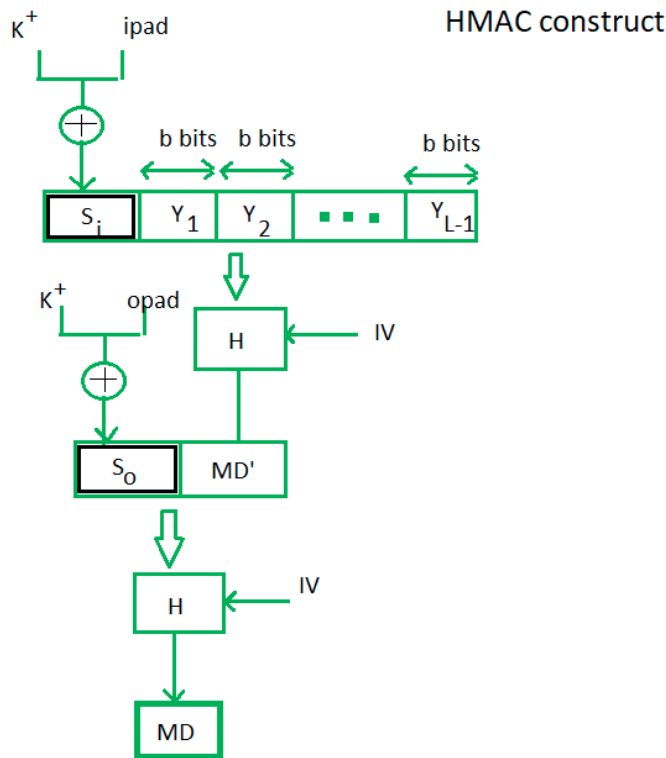 HMAC construct
K+ ipad
b bits b bits b bits
Si Y1 Y2 YL-1
K+ opad
H IV
So MD'
H IV
MD